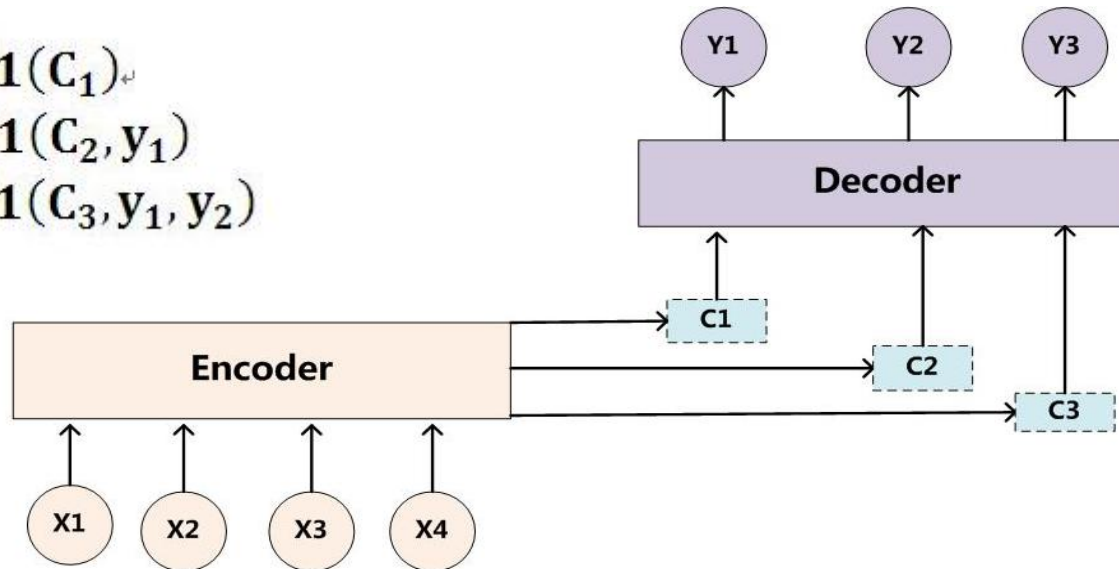 1(C₁)↵
1(C₂, y₁)
1(C₃, y₁, y₂)
Y1 Y2 Y3
Decoder
C1
Encoder
C2
C3
X1 X2 X3 X4